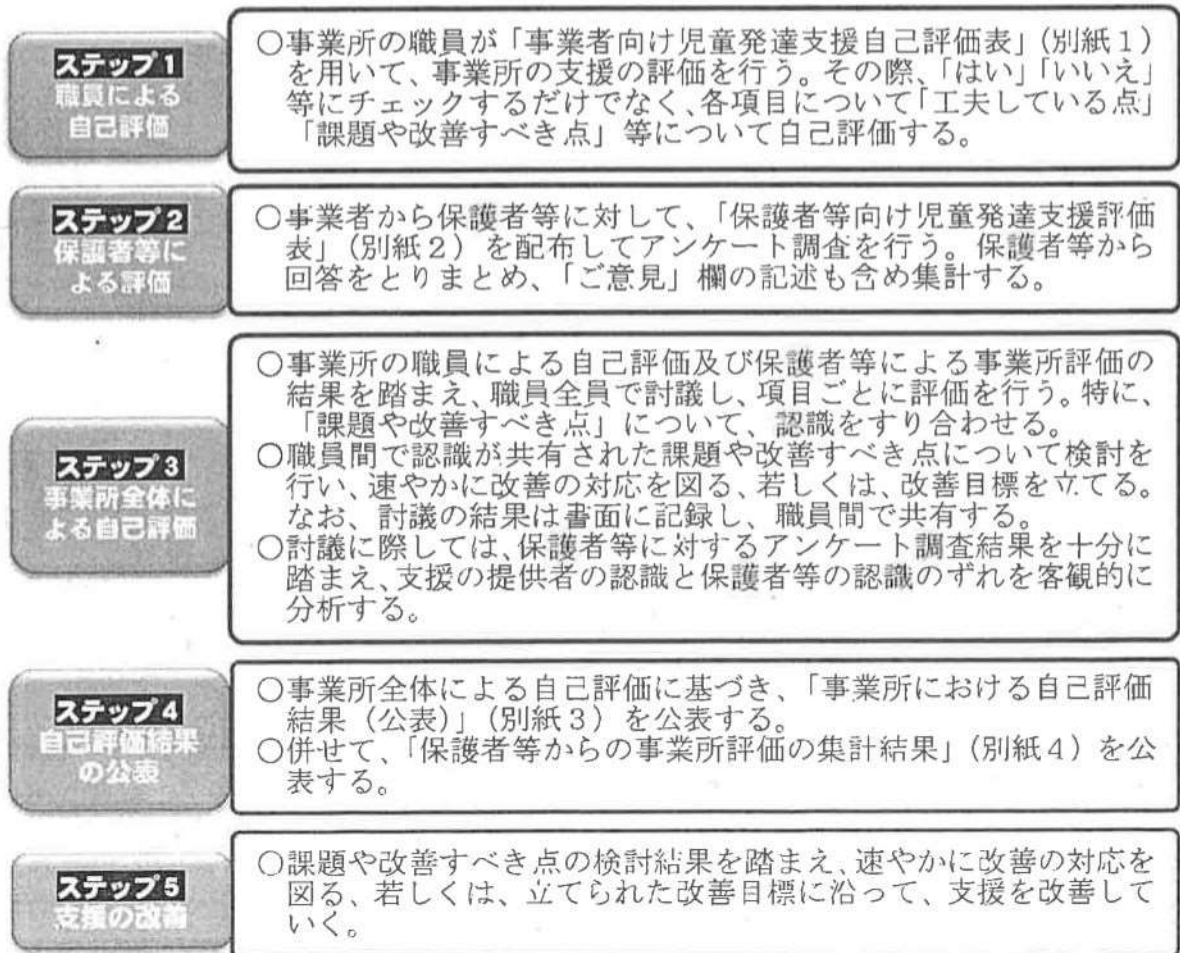 ステップ1
職員による
自己評価
○事業所の職員が「事業者向け児童発達支援自己評価表」(別紙1)
を用いて、事業所の支援の評価を行う。その際、「はい」「いいえ」
等にチェックするだけでなく、各項目について「工夫している点」
「課題や改善すべき点」等について自己評価する。
ステップ2
保護者等に
よる評価
○事業者から保護者等に対して、「保護者等向け児童発達支援評価
表」(別紙2)を配布してアンケート調査を行う。保護者等から
回答をとりまとめ、「ご意見」欄の記述も含め集計する。
ステップ3
事業所全体に
よる自己評価
○事業所の職員による自己評価及び保護者等による事業所評価の
結果を踏まえ、職員全員で討議し、項目ごとに評価を行う。特に、
「課題や改善すべき点」について、認識をすり合わせる。
○職員間で認識が共有された課題や改善すべき点について検討を
行い、速やかに改善の対応を図る、若しくは、改善目標を立てる。
なお、討議の結果は書面に記録し、職員間で共有する。
○討議に際しては、保護者等に対するアンケート調査結果を十分に
踏まえ、支援の提供者の認識と保護者等の認識のずれを客観的に
分析する。
ステップ4
自己評価結果
の公表
○事業所全体による自己評価に基づき、「事業所における自己評価
結果(公表)」(別紙3)を公表する。
○併せて、「保護者等からの事業所評価の集計結果」(別紙4)を公
表する。
ステップ5
支援の改善
○課題や改善すべき点の検討結果を踏まえ、速やかに改善の対応を
図る、若しくは、立てられた改善目標に沿って、支援を改善して
いく。